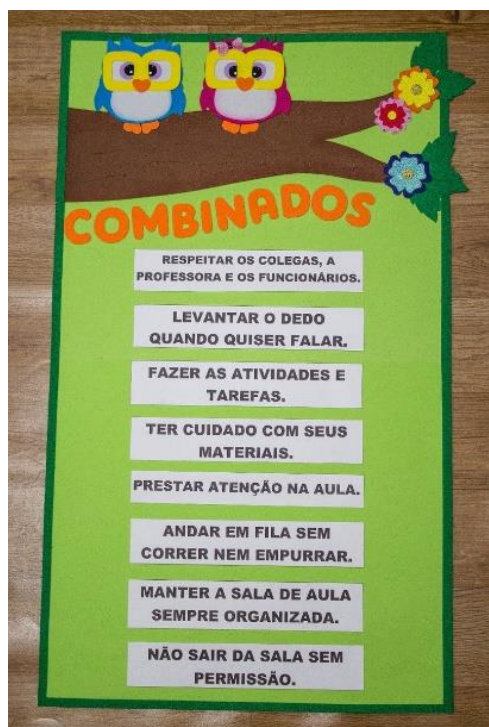 COMBINADOS
RESPEITAR OS COLEGAS, A
PROFESSORA E OS FUNCIONÁRIOS.
LEVANTAR O DEDO
QUANDO QUISER FALAR.
FAZER AS ATIVIDADES E
TAREFAS.
TER CUIDADO COM SEUS
MATERIAIS.
PRESTAR ATENÇÃO NA AULA.
ANDAR EM FILA SEM
CORRER NEM EMPURRAR.
MANTER A SALA DE AULA
SEMPRE ORGANIZADA.
NÃO SAIR DA SALA SEM
PERMISSÃO.